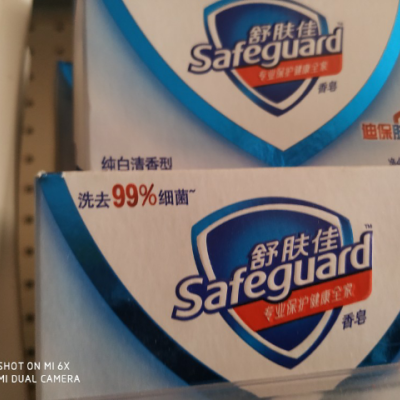 舒肤佳
Safeguard
专业保护健康全家
香皂
纯白清香型
洗去99%细菌~
舒肤佳
Safeguard™
专业保护健康全家
香皂
SHOT ON MI 6X
MI DUAL CAMERA